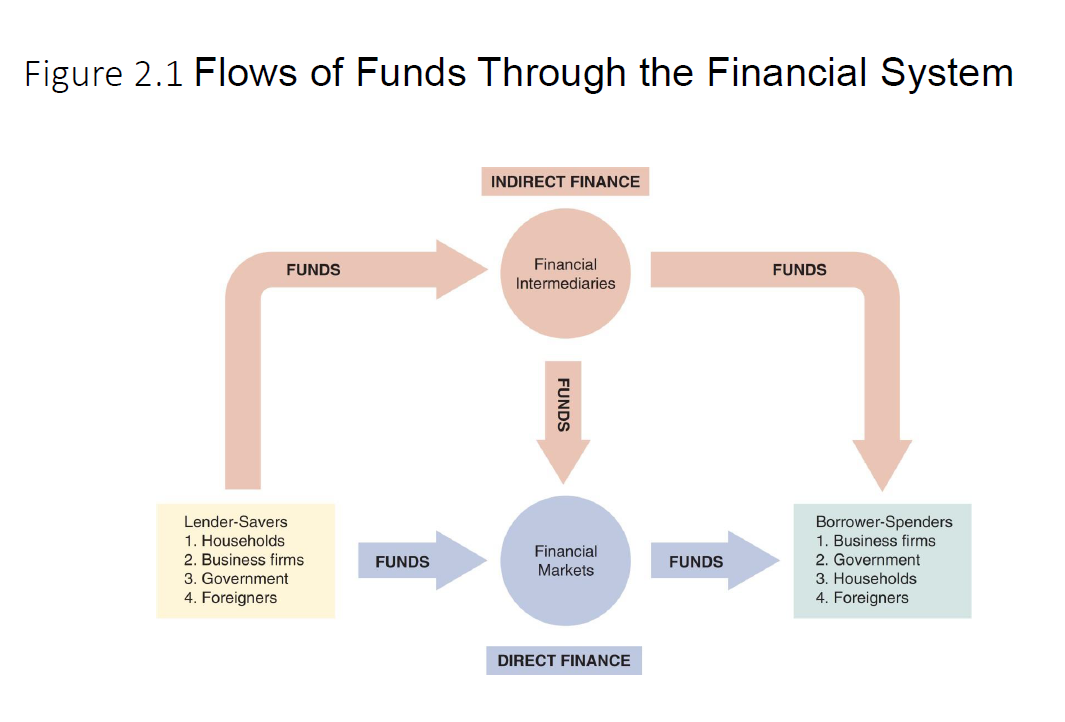 Figure 2.1 Flows of Funds Through the Financial System
INDIRECT FINANCE
FUNDS
Financial
Intermediaries
FUNDS
FUNDS
Lender-Savers
1. Households
2. Business firms
3. Government
4. Foreigners
FUNDS
Financial
Markets
FUNDS
Borrower-Spenders
1. Business firms
2. Government
3. Households
4. Foreigners
DIRECT FINANCE